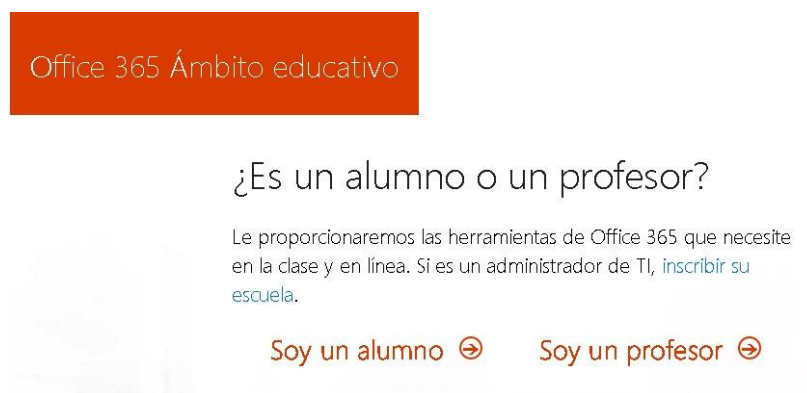 Office 365 Ámbito educativo
¿Es un alumno o un profesor?
Le proporcionaremos las herramientas de Office 365 que necesite
en la clase y en línea. Si es un administrador de TI, inscribir su
escuela.
Soy un alumno
Soy un profesor